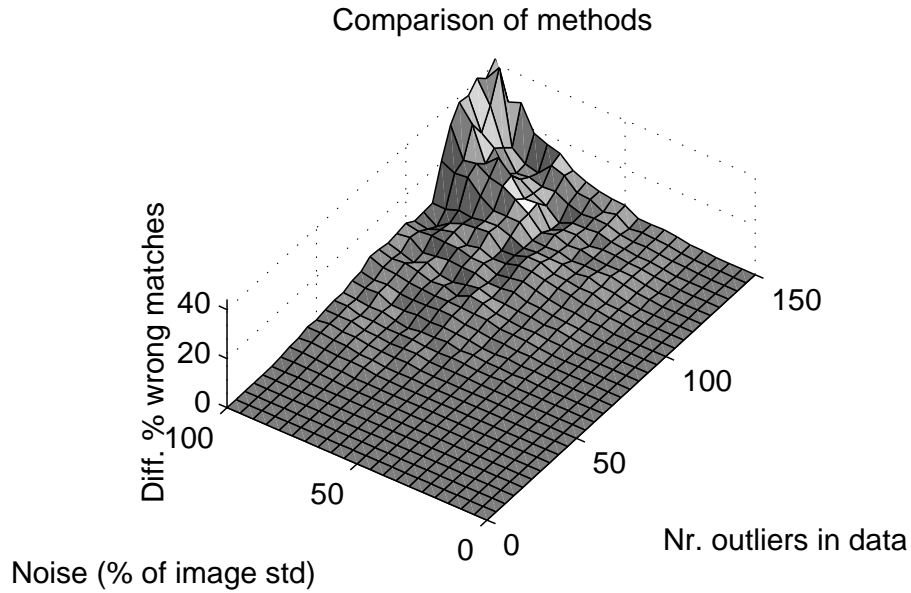 Comparison of methods
40
20
0
Diff. % wrong matches
100
50
0
Noise (% of image std)
0
50
100
150
Nr. outliers in data